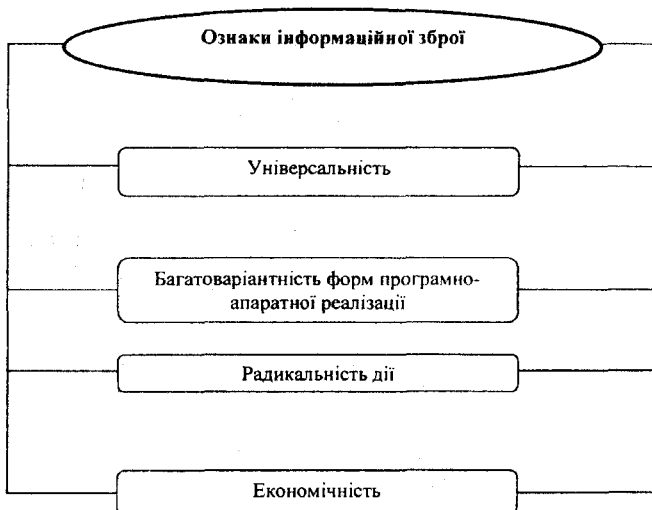 Ознаки інформаційної зброї
Універсальність
Багатоваріантність форм програмно-
апаратної реалізації
Радикальність дії
Економічність